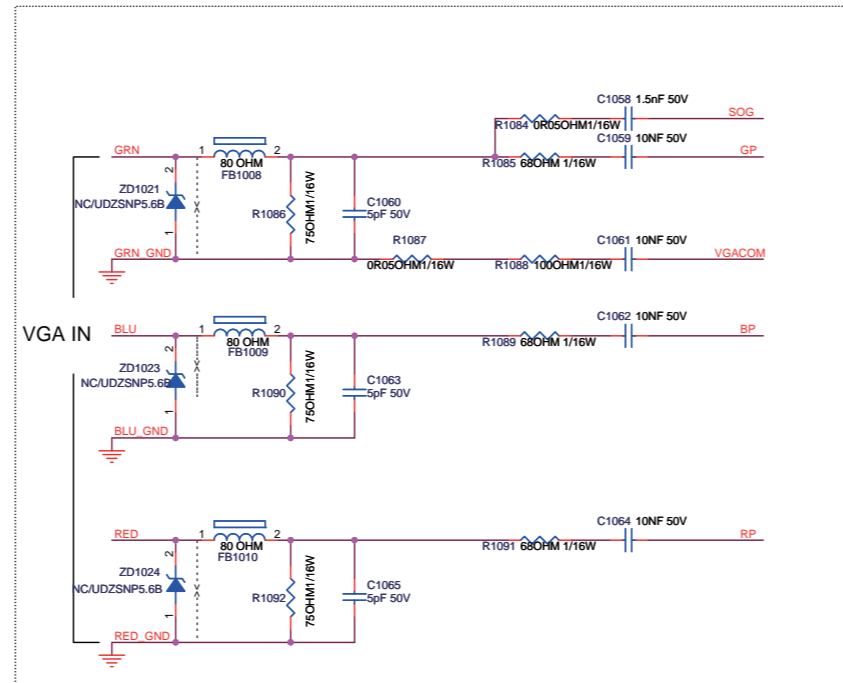 C1058 1.5nF 50V
SOG
R1084 0R05OHM1/16W
C1059 10NF 50V
GRN
1
2
GP
80 OHM
FB1008
R1085 68OHM 1/16W
2
ZD1021
NC/UDZSNP5.6B
X
R1086
75OHM1/16W
C1060
5pF 50V
1
R1087
C1061 10NF 50V
GRN_GND
VGACOM
0R05OHM1/16W
R1088 100OHM1/16W
C1062 10NF 50V
VGA IN
BLU
1
2
BP
80 OHM
FB1009
R1089 68OHM 1/16W
2
ZD1023
NC/UDZSNP5.6B
X
R1090
75OHM1/16W
C1063
5pF 50V
1
BLU_GND
C1064 10NF 50V
RED
1
2
RP
80 OHM
FB1010
R1091 68OHM 1/16W
2
ZD1024
NC/UDZSNP5.6B
X
R1092
75OHM1/16W
C1065
5pF 50V
1
RED_GND